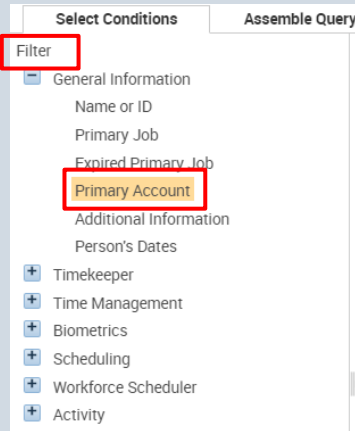 Select Conditions Assemble Query
Filter
General Information
Name or ID
Primary Job
Expired Primary Job
Primary Account
Additional Information
Person's Dates
Timekeeper
Time Management
Biometrics
Scheduling
Workforce Scheduler
Activity